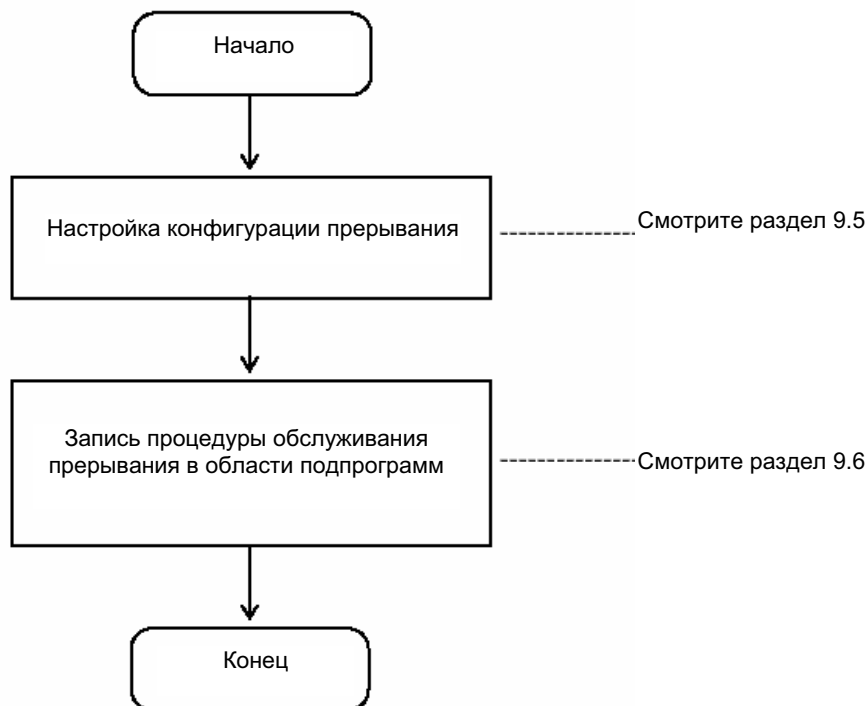 Начало
Настройка конфигурации прерывания
Смотрите раздел 9.5
Запись процедуры обслуживания
прерывания в области подпрограмм
Смотрите раздел 9.6
Конец